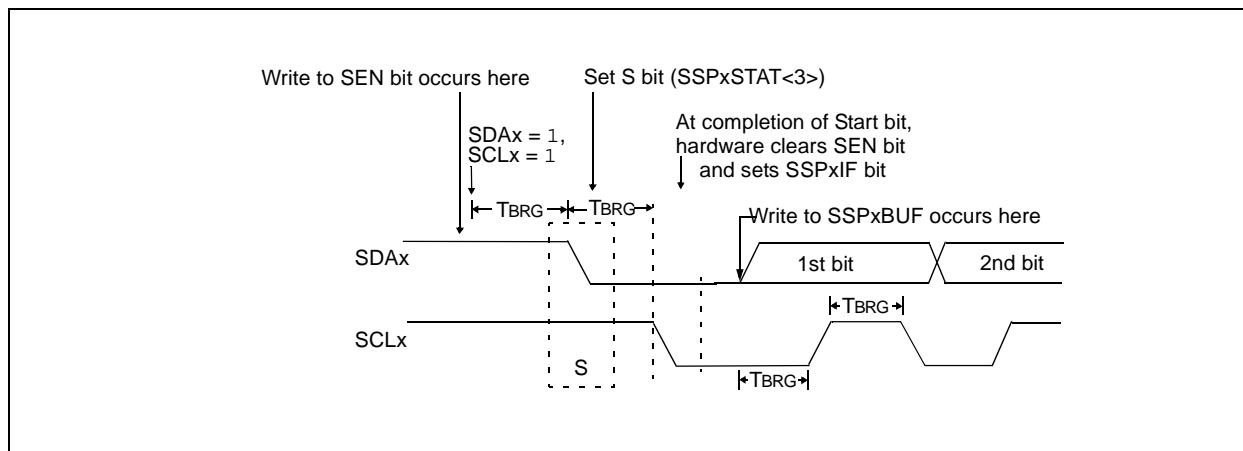 Write to SEN bit occurs here
Set S bit (SSPxSTAT<3>)
SDAx = 1,
SCLx = 1
At completion of Start bit,
hardware clears SEN bit
and sets SSPxIF bit
TBRG
TBRG
Write to SSPxBUF occurs here
SDAx
1st bit
2nd bit
TBRG
SCLx
S
TBRG